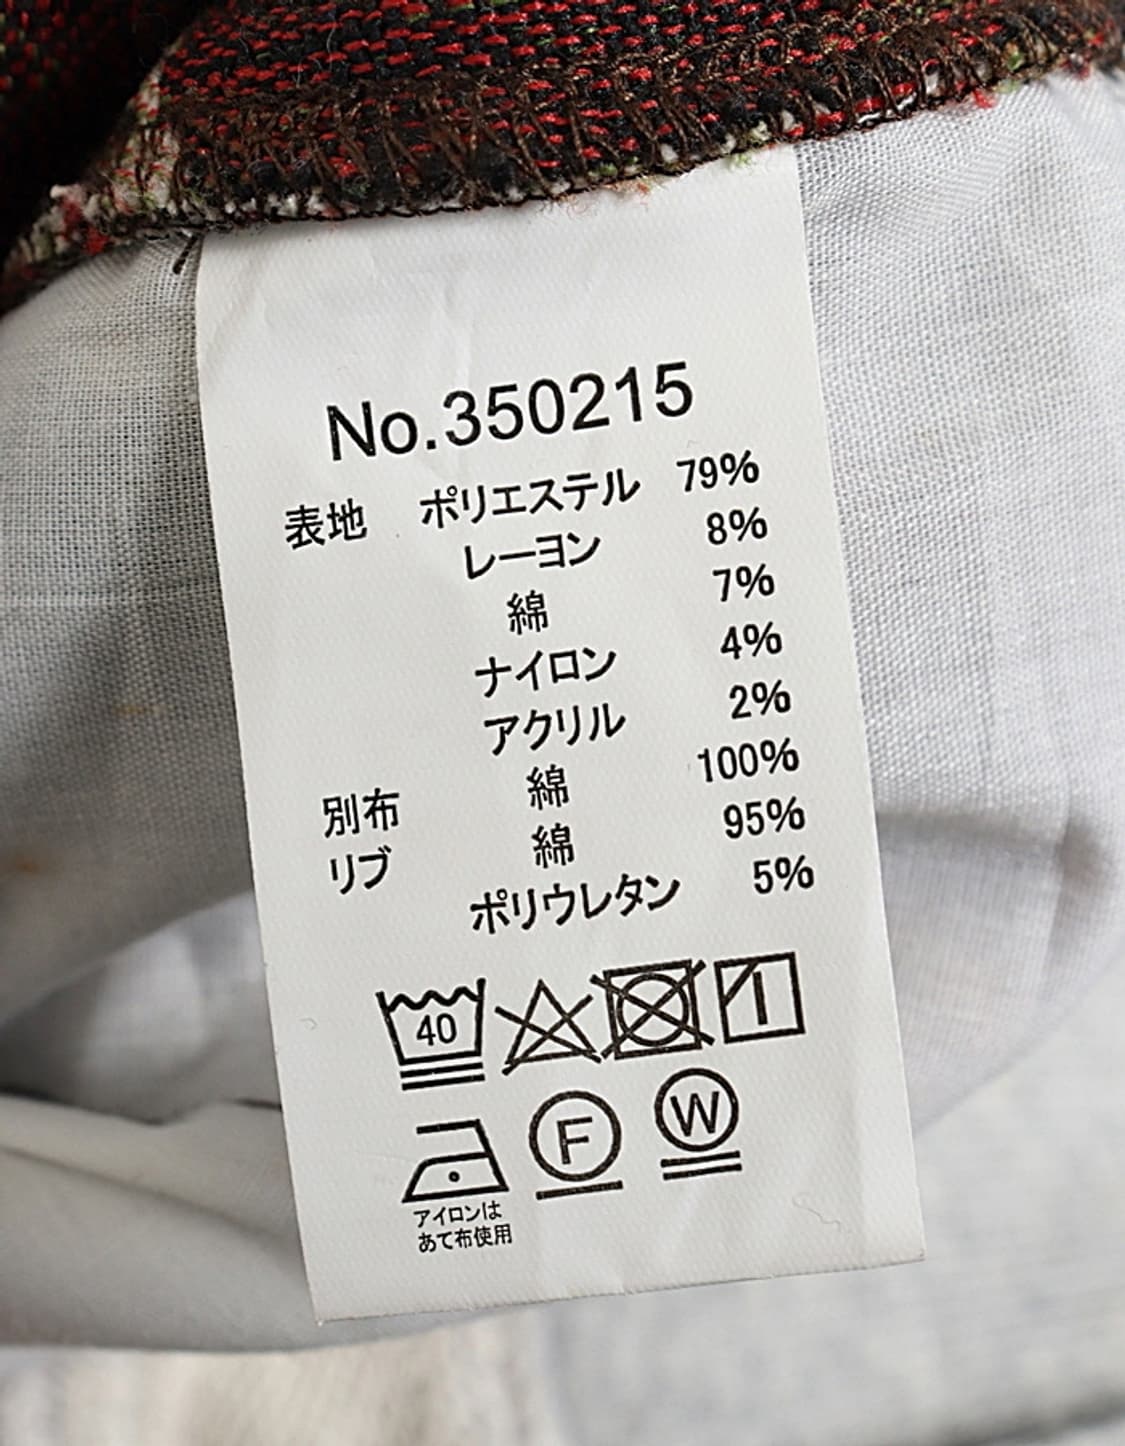 No.350215
表地 ポリエステル 79%
レーヨン 8%
綿 7%
ナイロン 4%
アクリル 2%
別布 綿 100%
リブ 綿 95%
ポリウレタン 5%
40
F W
アイロンは
あて布使用